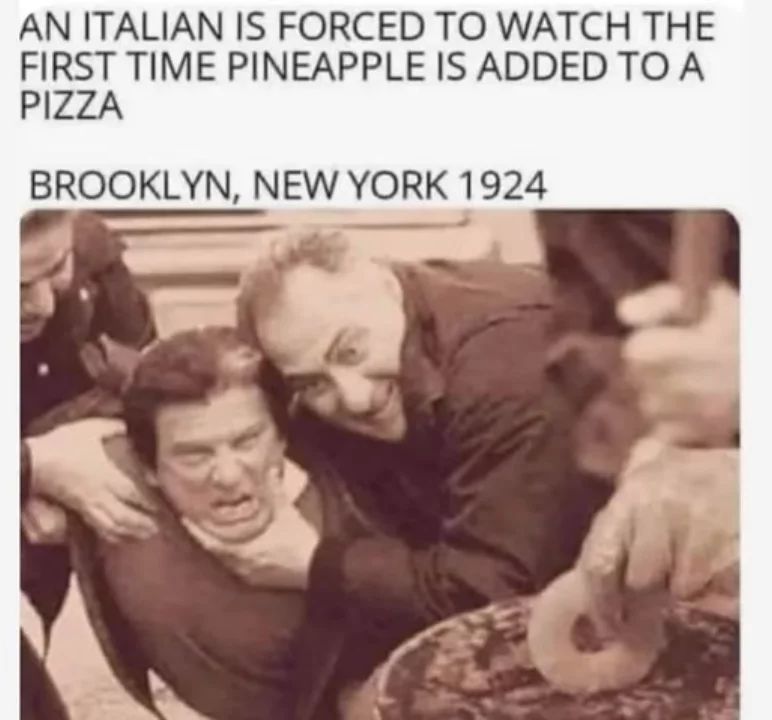 AN ITALIAN IS FORCED TO WATCH THE
FIRST TIME PINEAPPLE IS ADDED TO A
PIZZA
BROOKLYN, NEW YORK 1924